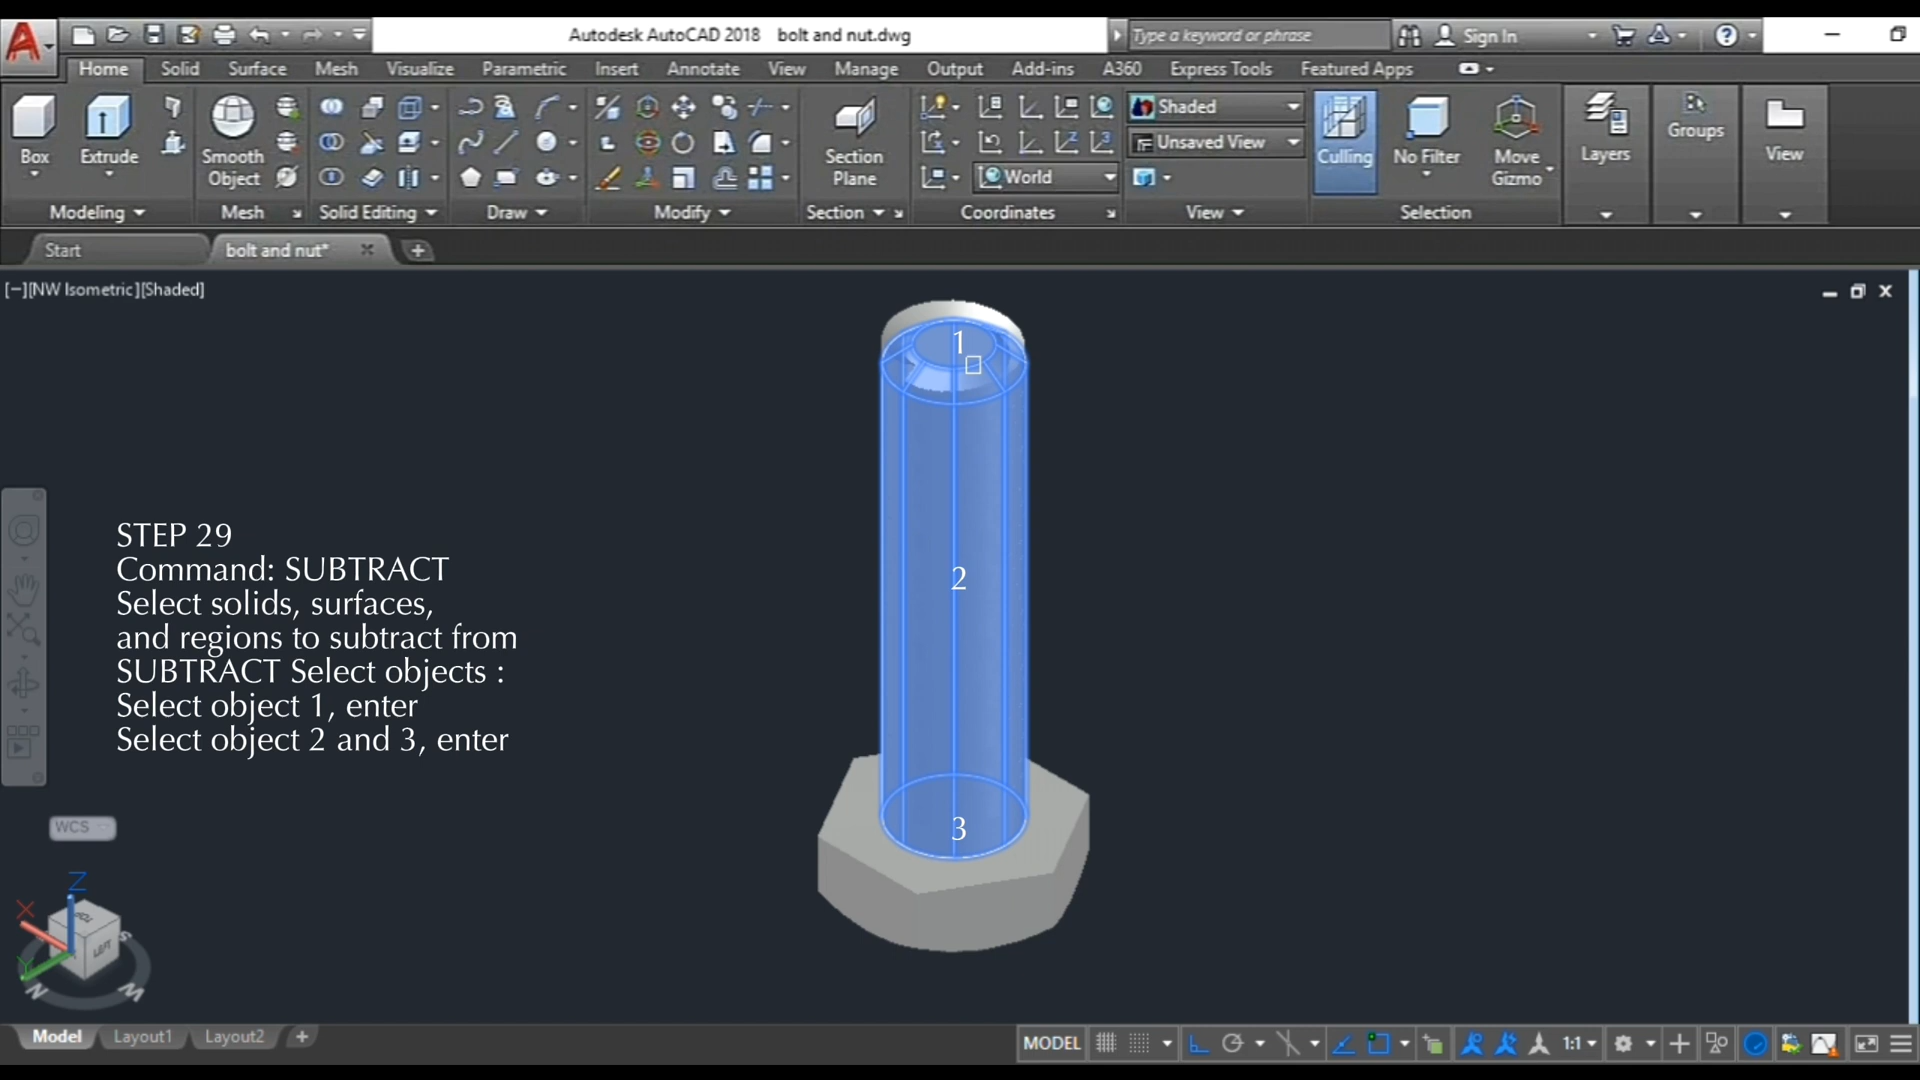 Autodesk AutoCAD 2018 bolt and nut.dwg
Type a keyword or phrase
Sign In
Home Solid Surface Mesh Visualize Parametric Insert Annotate View Manage Output Add-ins A360 Express Tools Featured Apps
Box
Extrude
Smooth
Object
Section
Plane
World
Shaded
Unsaved View
Culling
No Filter
Move
Gizmo
Layers
Groups
View
Modeling Mesh Solid Editing Draw Modify Section Coordinates View Selection
Start bolt and nut*
[−][NW Isometric][Shaded]
1
2
3
STEP 29
Command: SUBTRACT
Select solids, surfaces,
and regions to subtract from
SUBTRACT Select objects :
Select object 1, enter
Select object 2 and 3, enter
WCS
Z
X
Y
TOP
LEFT
S
N
W
Model Layout1 Layout2
MODEL 1:1